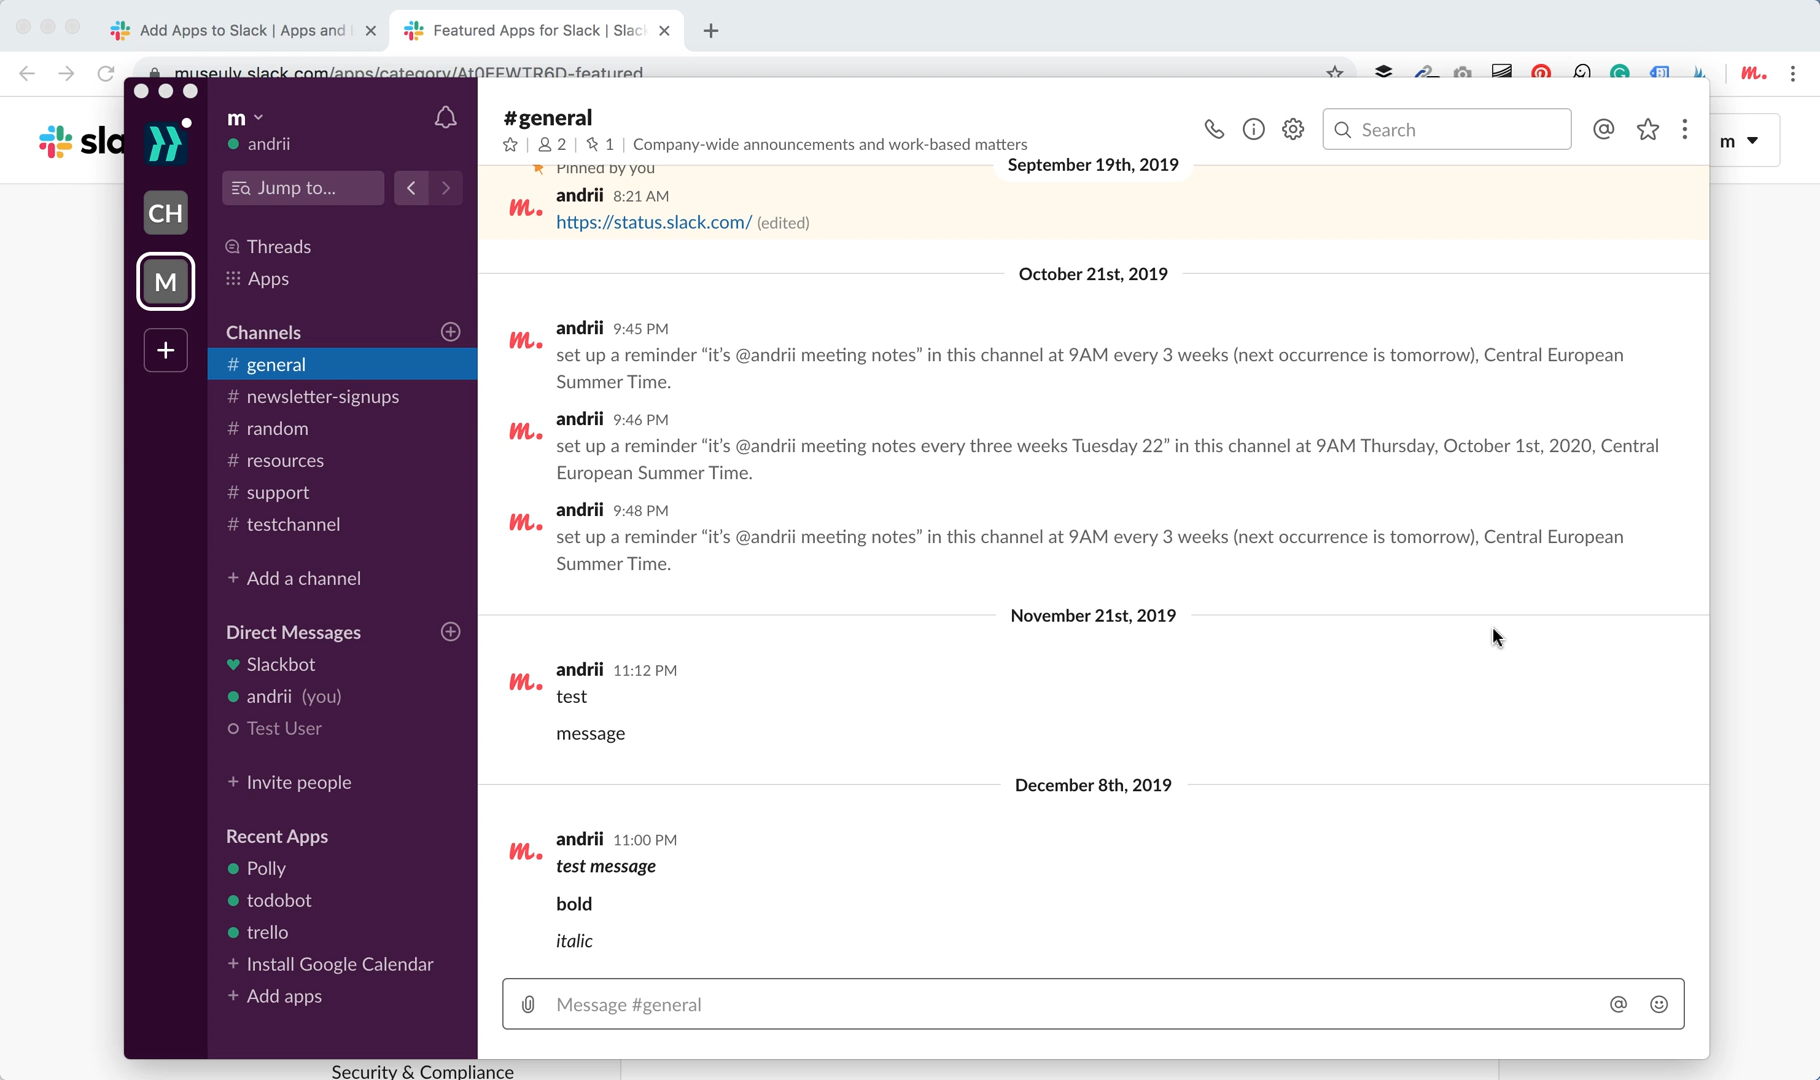 Add Apps to Slack | Apps and
Featured Apps for Slack | Slac
museuly.slack.com/apps/category/At0EFWTR6D-featured
m.
sla
m
m
andrii
Jump to...
CH
M
Threads
Apps
Channels
# general
# newsletter-signups
# random
# resources
# support
# testchannel
+ Add a channel
Direct Messages
Slackbot
andrii (you)
Test User
+ Invite people
Recent Apps
Polly
todobot
trello
+ Install Google Calendar
+ Add apps
#general
2 | 1 | Company-wide announcements and work-based matters
Search
September 19th, 2019
Pinned by you
m. andrii 8:21 AM
https://status.slack.com/ (edited)
October 21st, 2019
m. andrii 9:45 PM
set up a reminder “it’s @andrii meeting notes” in this channel at 9AM every 3 weeks (next occurrence is tomorrow), Central European
Summer Time.
m. andrii 9:46 PM
set up a reminder “it’s @andrii meeting notes every three weeks Tuesday 22” in this channel at 9AM Thursday, October 1st, 2020, Central
European Summer Time.
m. andrii 9:48 PM
set up a reminder “it’s @andrii meeting notes” in this channel at 9AM every 3 weeks (next occurrence is tomorrow), Central European
Summer Time.
November 21st, 2019
m. andrii 11:12 PM
test
message
December 8th, 2019
m. andrii 11:00 PM
test message
bold
italic
Message #general
Security & Compliance